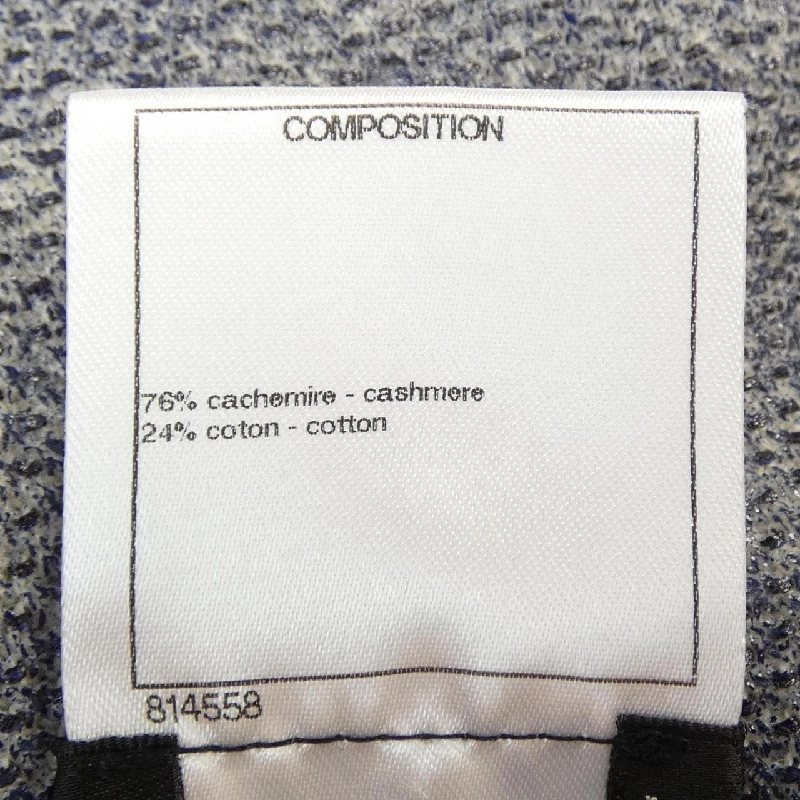 COMPOSITION
76% cachemire - cashmere
24% coton - cotton
814558